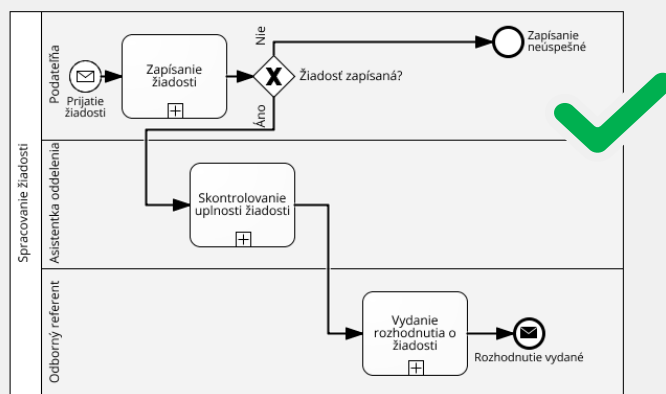 Spracovanie žiadosti
Podateľňa
Prijatie
žiadosti
Zapísanie
žiadosti
Žiadosť zapísaná?
Nie
Áno
Zapísanie
neúspešné
Asistentka oddelenia
Skontrolovanie
uplnosti žiadosti
Odborný referent
Vydanie
rozhodnutia o
žiadosti
Rozhodnutie vydané